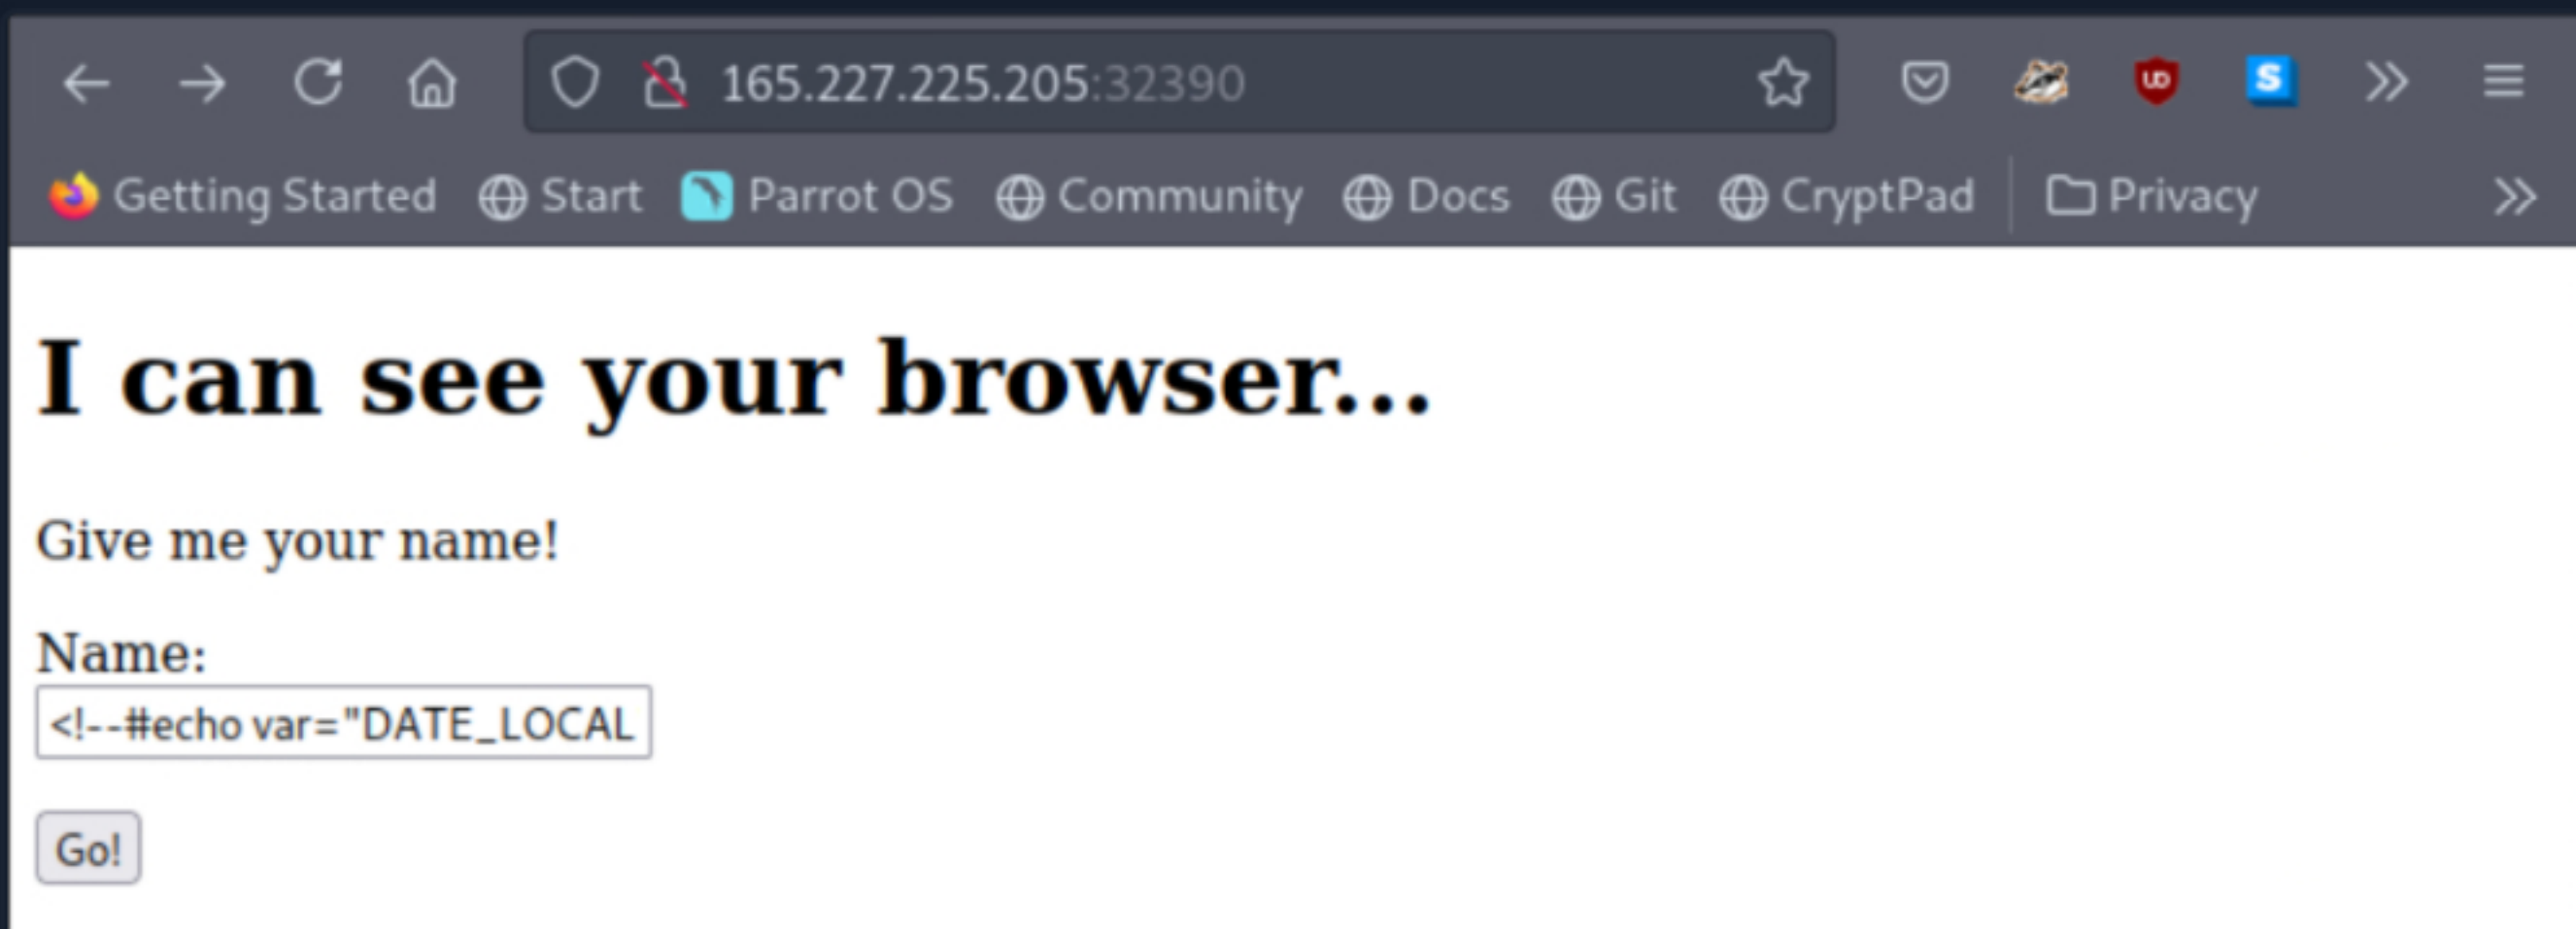 165.227.225.205:32390
Getting Started Start Parrot OS Community Docs Git CryptPad Privacy
I can see your browser...
Give me your name!
Name:
<!--#echo var="DATE_LOCAL
Go!